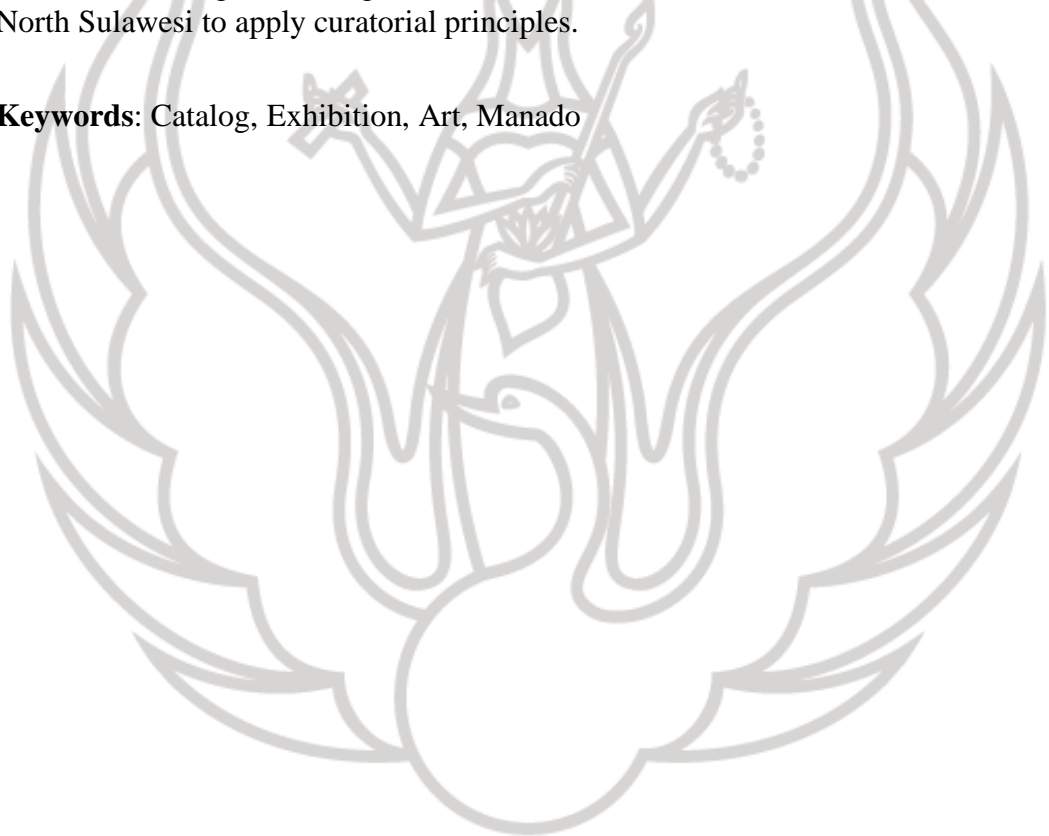 North Sulawesi to apply curatorial principles.
Keywords: Catalog, Exhibition, Art, Manado